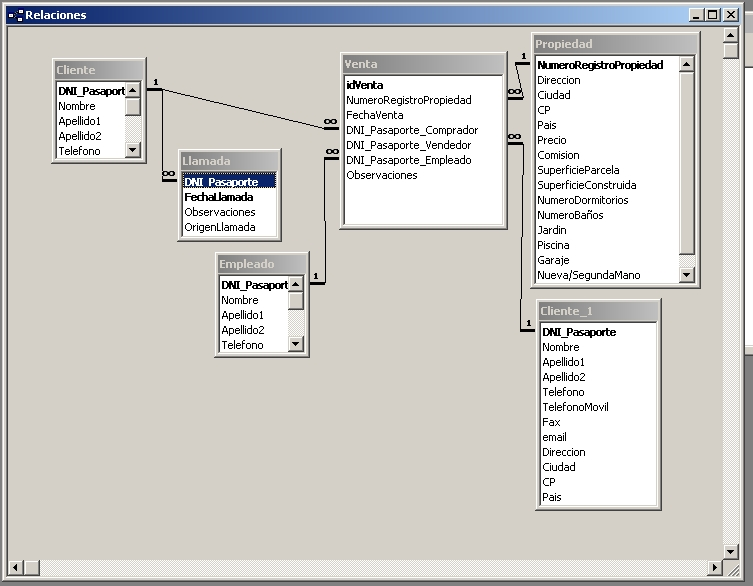 Relaciones
Cliente
DNI_Pasaport
Nombre
Apellido1
Apellido2
Telefono
1
∞
∞
Llamada
DNI_Pasaporte
FechaLlamada
Observaciones
OrigenLlamada
Empleado
DNI_Pasaport
Nombre
Apellido1
Apellido2
Telefono
1
∞
Venta
idVenta
NumeroRegistroPropiedad
FechaVenta
DNI_Pasaporte_Comprador
DNI_Pasaporte_Vendedor
DNI_Pasaporte_Empleado
Observaciones
1
∞
∞
1
Propiedad
NumeroRegistroPropiedad
Direccion
Ciudad
CP
Pais
Precio
Comision
SuperficieParcela
SuperficieConstruida
NumeroDormitorios
NumeroBaños
Jardin
Piscina
Garaje
Nueva/SegundaMano
Cliente_1
DNI_Pasaporte
Nombre
Apellido1
Apellido2
Telefono
TelefonoMovil
Fax
email
Direccion
Ciudad
CP
Pais